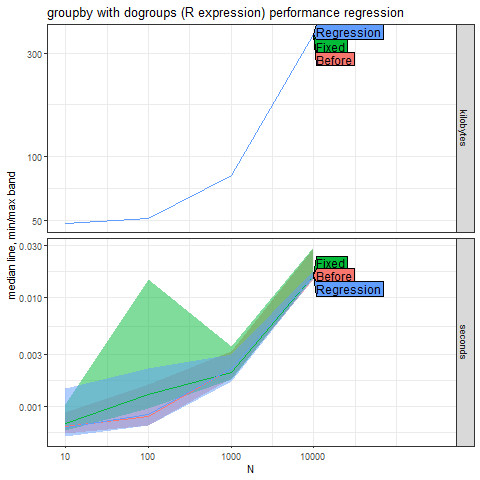 groupby with dogroups (R expression) performance regression
median line, min/max band
300
100
50
Regression
Fixed
Before
kilobytes
0.030
0.010
0.003
0.001
Fixed
Before
Regression
seconds
10
100
1000
10000
N